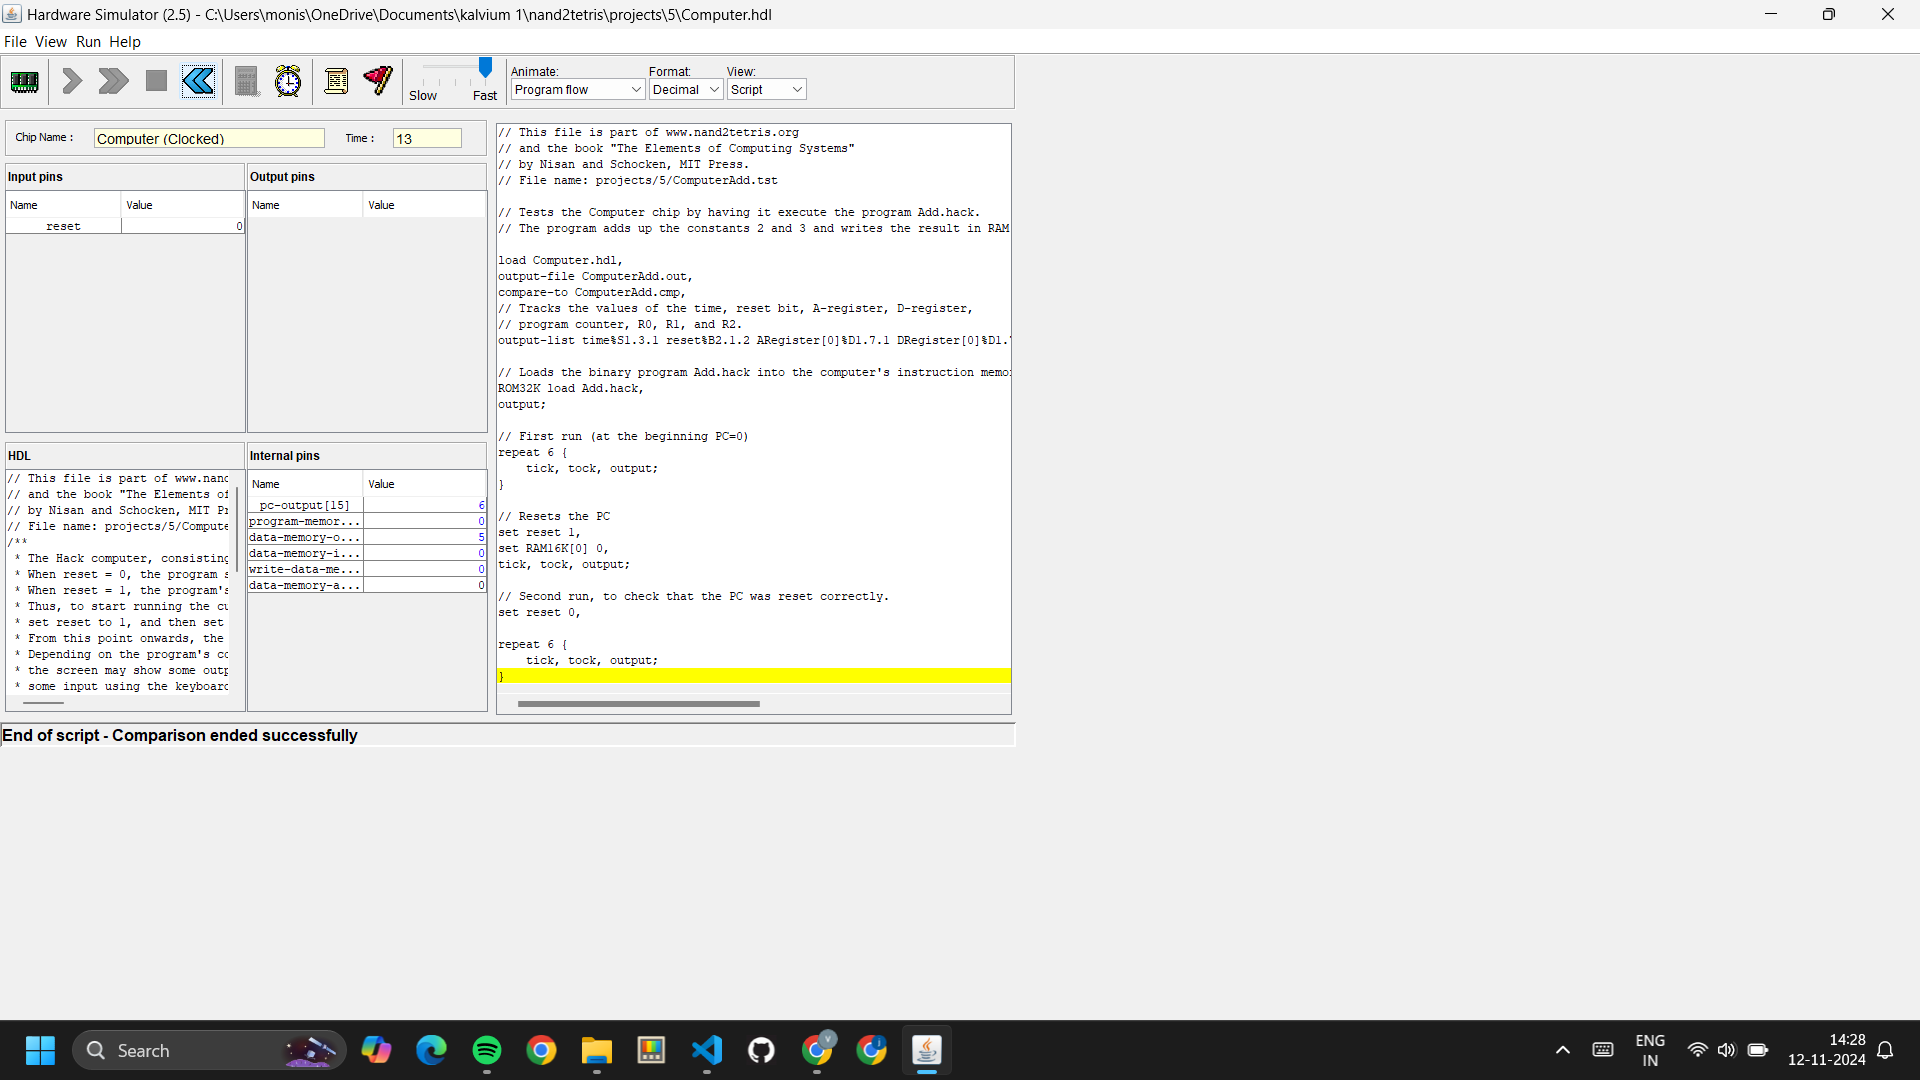 Hardware Simulator (2.5) - C:\Users\monis\OneDrive\Documents\kalvium 1\nand2tetris\projects\5\Computer.hdl
File View Run Help
Slow Fast
Animate: Format: View:
Program flow Decimal Script
Chip Name : Computer (Clocked) Time : 13
Input pins
Name Value
reset 0
Output pins
Name Value
HDL
// This file is part of www.nand
// and the book "The Elements of
// by Nisan and Schocken, MIT Pr
// File name: projects/5/Compute
/**
* The Hack computer, consisting
* When reset = 0, the program s
* When reset = 1, the program's
* Thus, to start running the cu
* set reset to 1, and then set
* From this point onwards, the
* Depending on the program's co
* the screen may show some outp
* some input using the keyboard
Internal pins
Name Value
pc-output[15] 6
program-memor... 0
data-memory-o... 5
data-memory-i... 0
write-data-me... 0
data-memory-a... 0
// This file is part of www.nand2tetris.org
// and the book "The Elements of Computing Systems"
// by Nisan and Schocken, MIT Press.
// File name: projects/5/ComputerAdd.tst
// Tests the Computer chip by having it execute the program Add.hack.
// The program adds up the constants 2 and 3 and writes the result in RAM
load Computer.hdl,
output-file ComputerAdd.out,
compare-to ComputerAdd.cmp,
// Tracks the values of the time, reset bit, A-register, D-register,
// program counter, R0, R1, and R2.
output-list time%S1.3.1 reset%B2.1.2 ARegister[0]%D1.7.1 DRegister[0]%D1.
// Loads the binary program Add.hack into the computer's instruction memo
ROM32K load Add.hack,
output;
// First run (at the beginning PC=0)
repeat 6 {
tick, tock, output;
}
// Resets the PC
set reset 1,
set RAM16K[0] 0,
tick, tock, output;
// Second run, to check that the PC was reset correctly.
set reset 0,
repeat 6 {
tick, tock, output;
}
End of script - Comparison ended successfully
Search
ENG
IN
14:28
12-11-2024